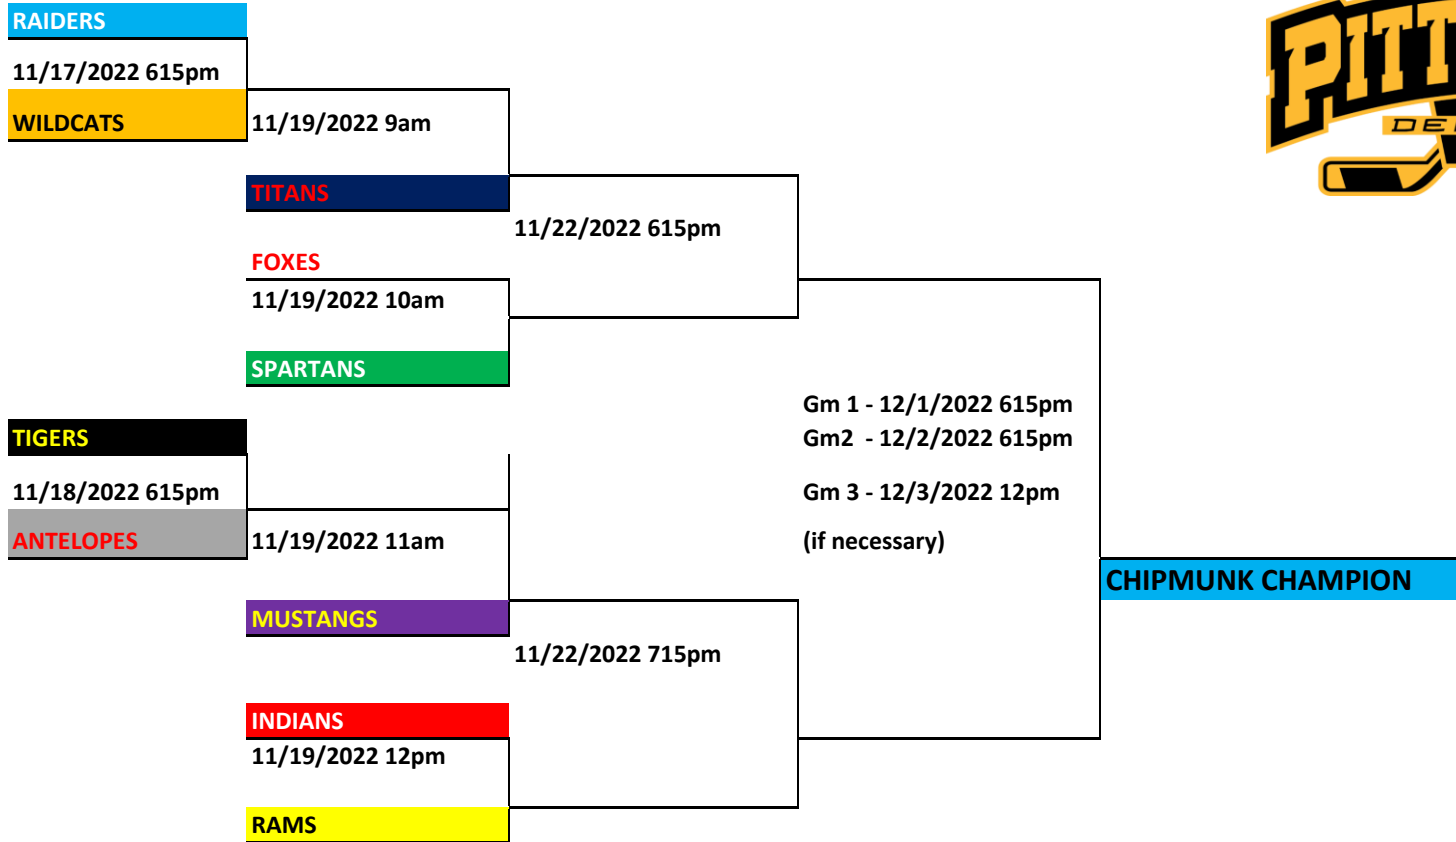 RAIDERS
11/17/2022 615pm
WILDCATS
11/19/2022 9am
TITANS
11/22/2022 615pm
FOXES
11/19/2022 10am
SPARTANS
Gm 1 - 12/1/2022 615pm
TIGERS
Gm2 - 12/2/2022 615pm
11/18/2022 615pm
Gm 3 - 12/3/2022 12pm
ANTELOPES
11/19/2022 11am
(if necessary)
CHIPMUNK CHAMPION
MUSTANGS
11/22/2022 715pm
INDIANS
11/19/2022 12pm
RAMS